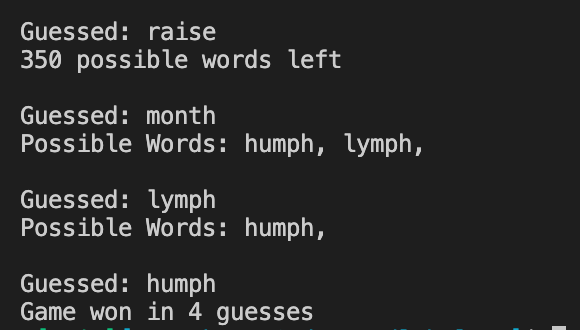 Guessed: raise
350 possible words left
Guessed: month
Possible Words: humph, lymph,
Guessed: lymph
Possible Words: humph,
Guessed: humph
Game won in 4 guesses